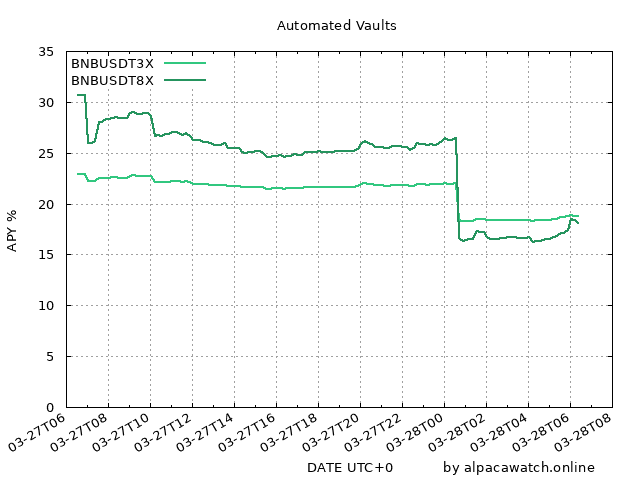 Automated Vaults
BNBUSDT3X
BNBUSDT8X
35
30
25
20
15
10
5
0
APY %
03-27T06
03-27T08
03-27T10
03-27T12
03-27T14
03-27T16
03-27T18
03-27T20
03-27T22
03-28T00
03-28T02
03-28T04
03-28T06
03-28T08
DATE UTC+0
by alpacawatch.online